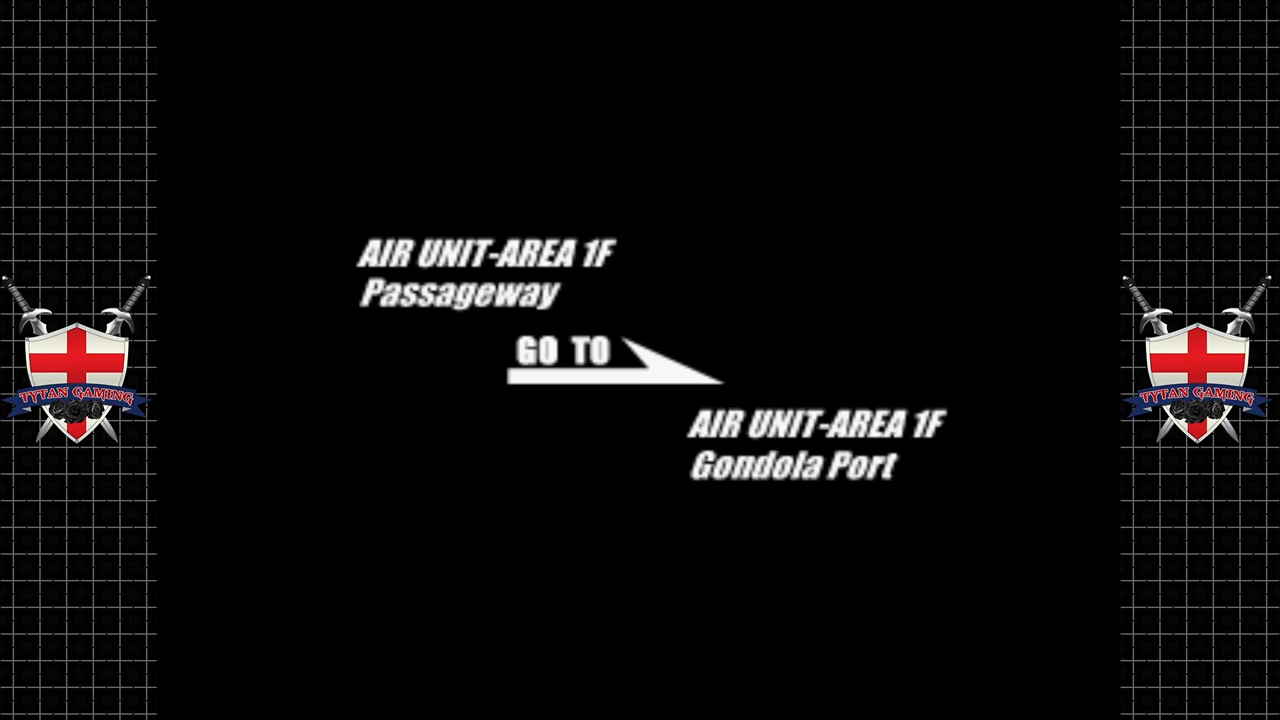 AIR UNIT-AREA 1F
Passageway
GO TO
AIR UNIT-AREA 1F
Gondola Port
TYTAN GAMING
TYTAN GAMING